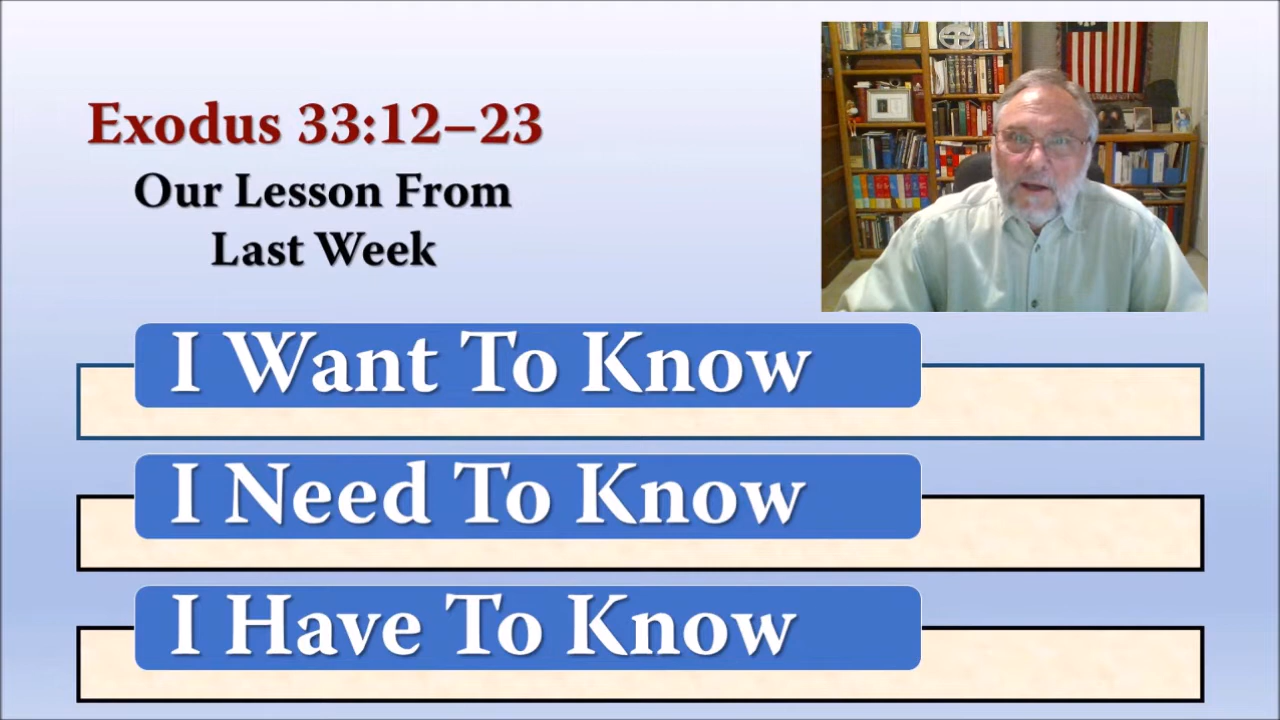 Exodus 33:12–23
Our Lesson From
Last Week
I Want To Know
I Need To Know
I Have To Know